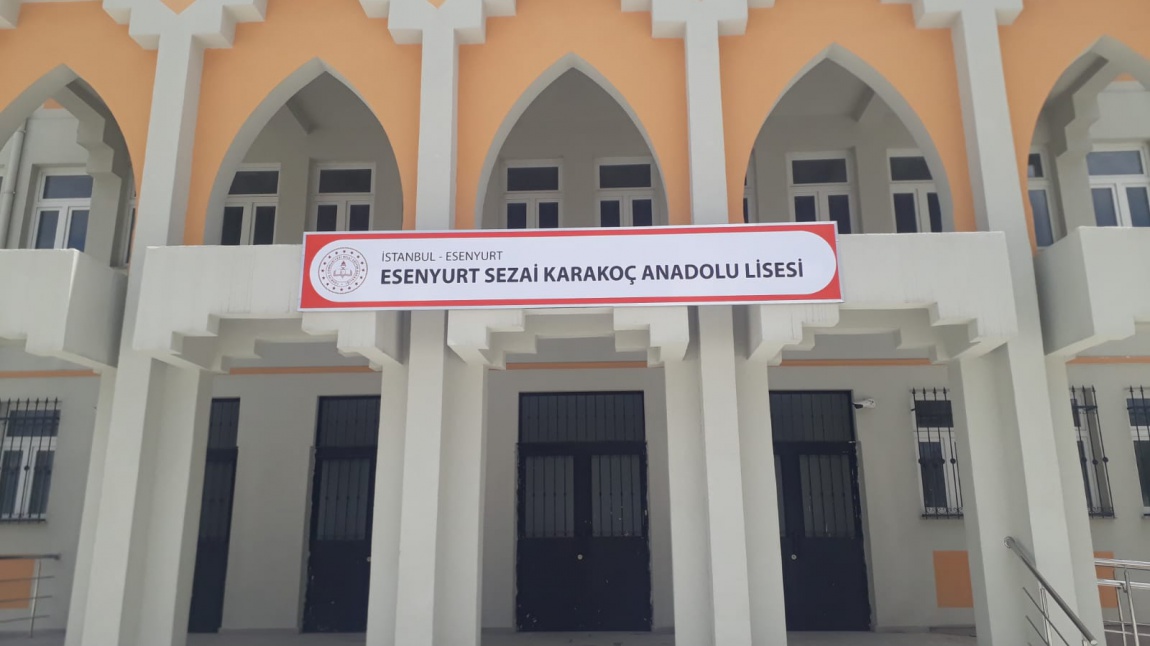 İSTANBUL - ESENYURT
ESENYURT SEZAİ KARAKOÇ ANADOLU LİSESİ